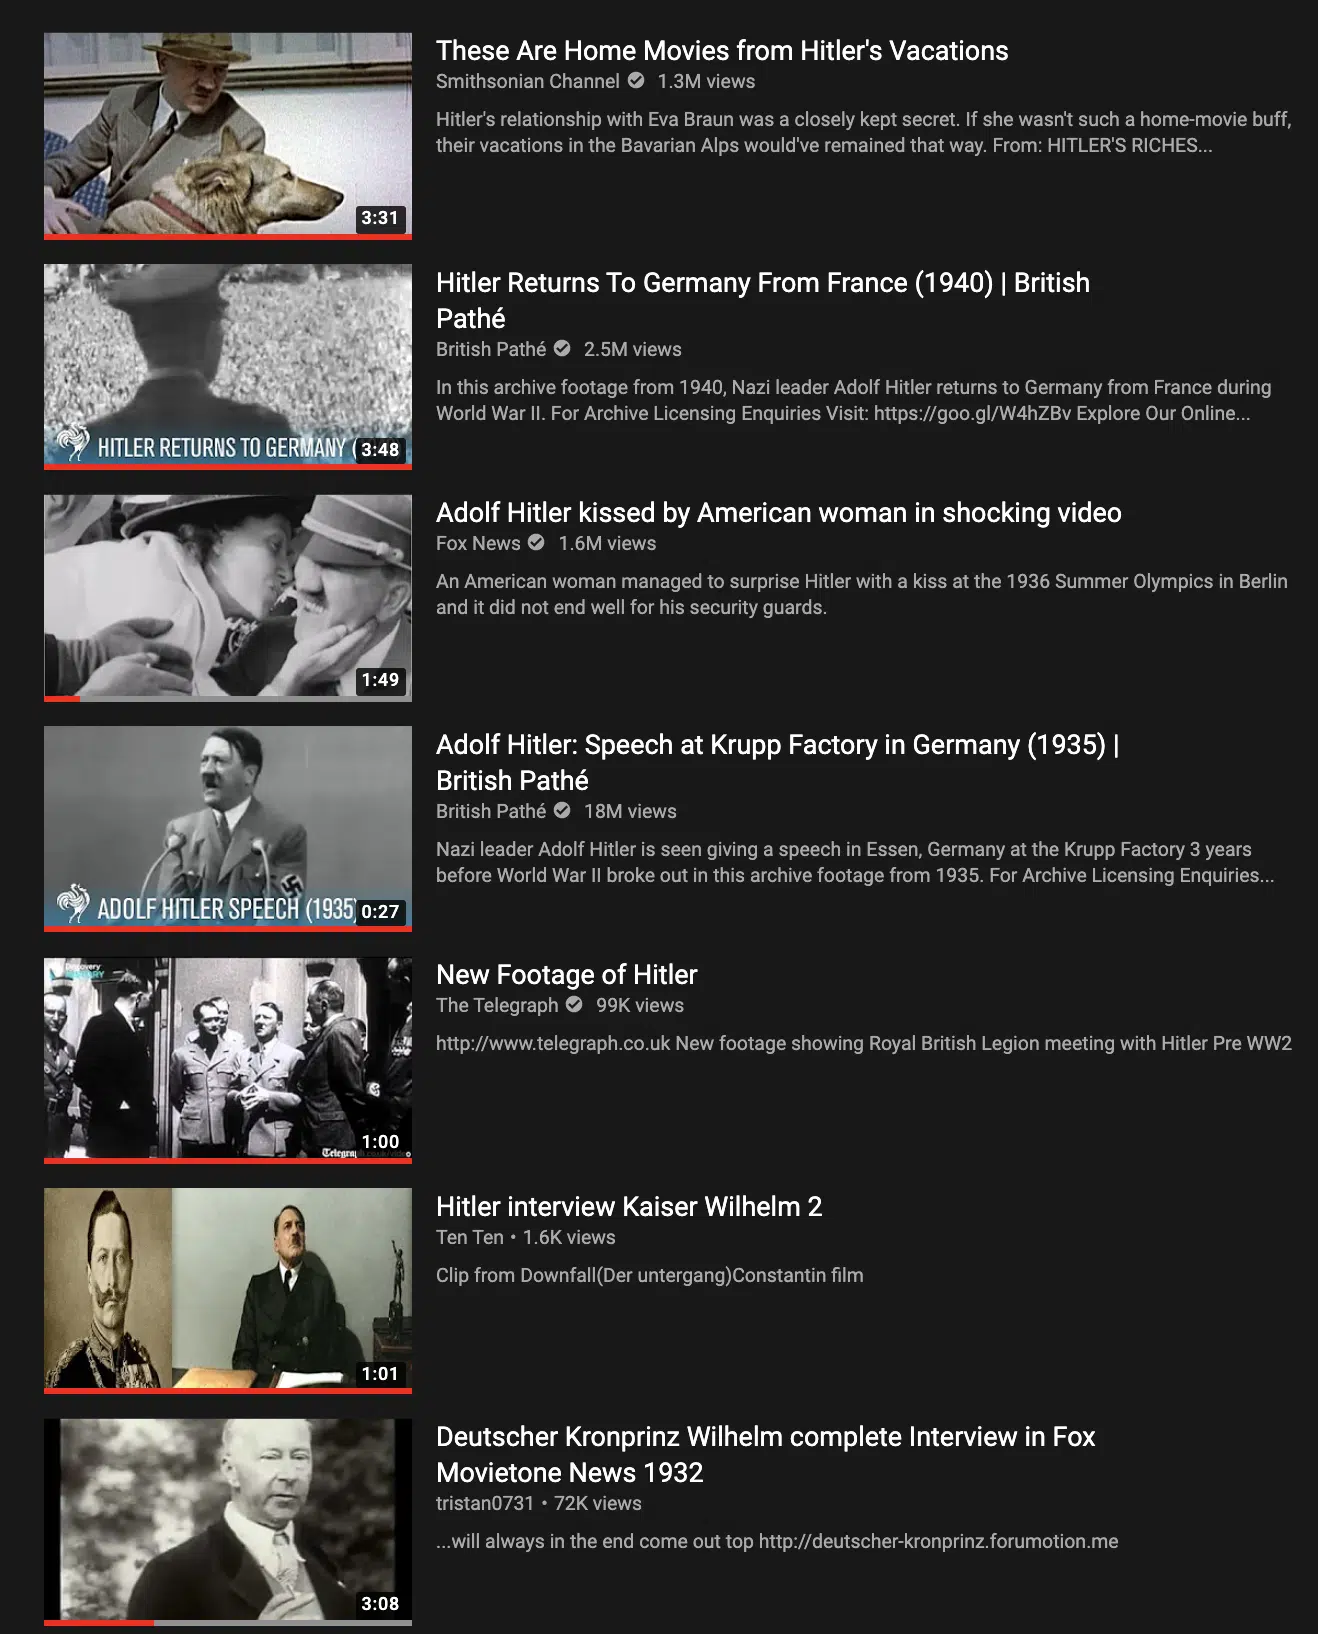 These Are Home Movies from Hitler's Vacations
Smithsonian Channel 1.3M views
Hitler's relationship with Eva Braun was a closely kept secret. If she wasn't such a home-movie buff,
their vacations in the Bavarian Alps would've remained that way. From: HITLER'S RICHES...
3:31
Hitler Returns To Germany From France (1940) | British
Pathé
British Pathé 2.5M views
In this archive footage from 1940, Nazi leader Adolf Hitler returns to Germany from France during
World War II. For Archive Licensing Enquiries Visit: https://goo.gl/W4hZBv Explore Our Online...
HITLER RETURNS TO GERMANY ( 3:48
Adolf Hitler kissed by American woman in shocking video
Fox News 1.6M views
An American woman managed to surprise Hitler with a kiss at the 1936 Summer Olympics in Berlin
and it did not end well for his security guards.
1:49
Adolf Hitler: Speech at Krupp Factory in Germany (1935) |
British Pathé
British Pathé 18M views
Nazi leader Adolf Hitler is seen giving a speech in Essen, Germany at the Krupp Factory 3 years
before World War II broke out in this archive footage from 1935. For Archive Licensing Enquiries...
ADOLF HITLER SPEECH (1935) 0:27
Discovery
New Footage of Hitler
The Telegraph 99K views
http://www.telegraph.co.uk New footage showing Royal British Legion meeting with Hitler Pre WW2
1:00
Hitler interview Kaiser Wilhelm 2
Ten Ten • 1.6K views
Clip from Downfall(Der untergang)Constantin film
1:01
Deutscher Kronprinz Wilhelm complete Interview in Fox
Movietone News 1932
tristan0731 • 72K views
...will always in the end come out top http://deutscher-kronprinz.forumotion.me
3:08